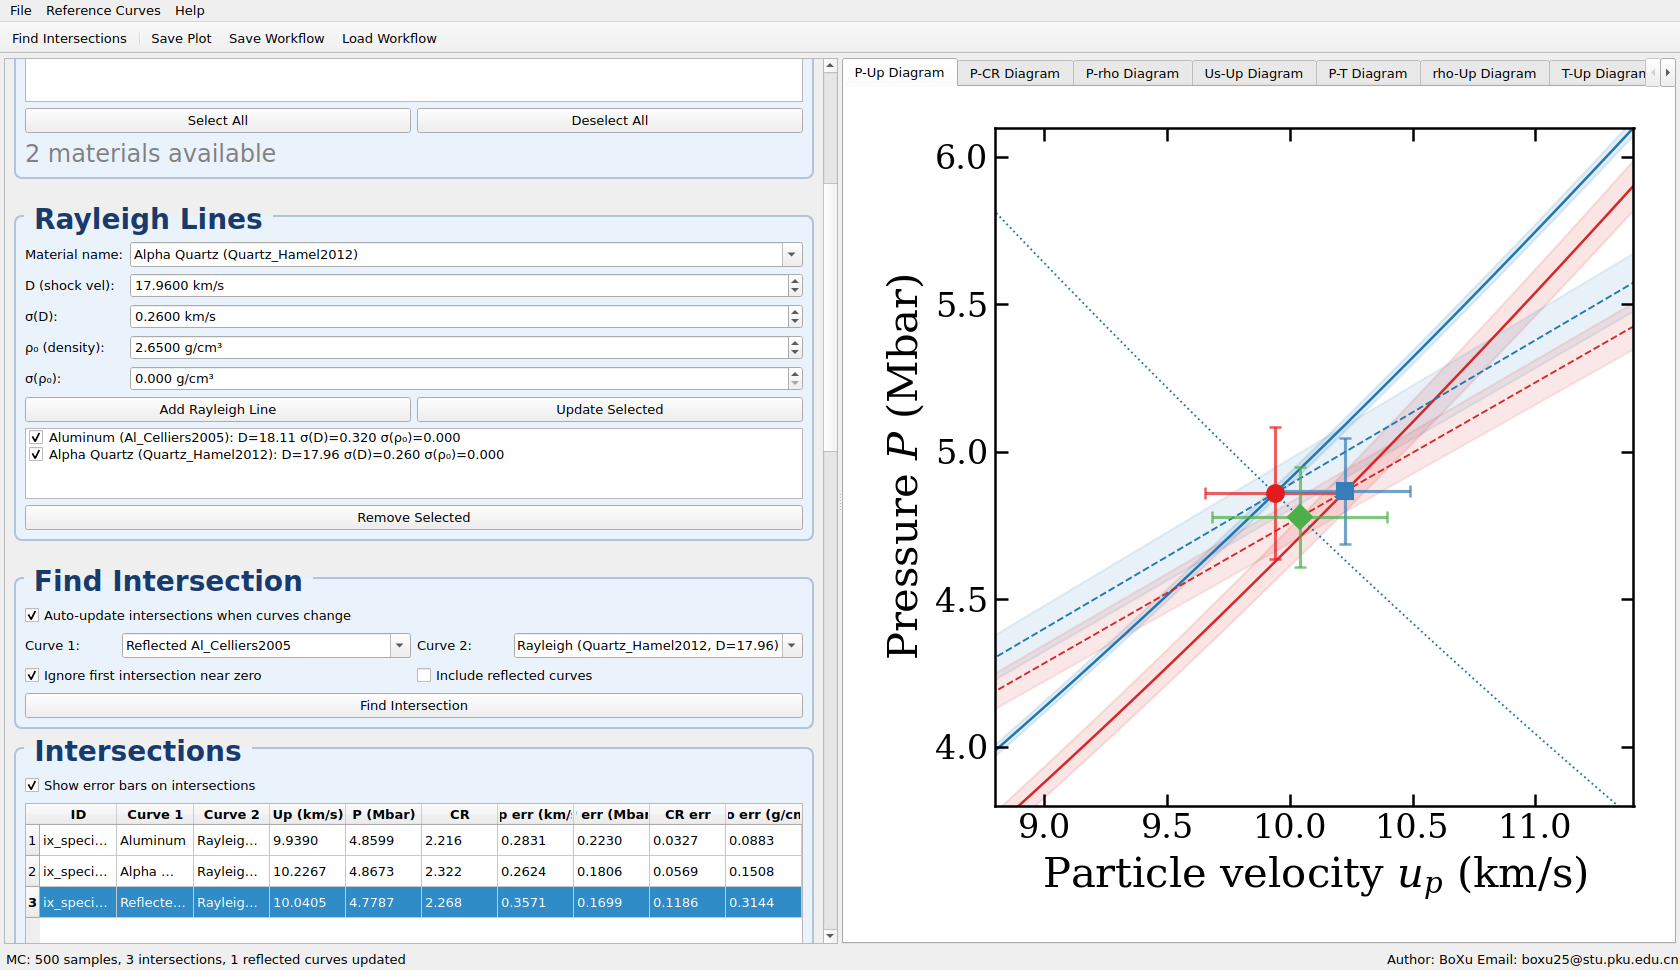 File Reference Curves Help
Find Intersections Save Plot Save Workflow Load Workflow
Select All Deselect All
2 materials available
Rayleigh Lines
Material name: Alpha Quartz (Quartz_Hamel2012)
D (shock vel): 17.9600 km/s
σ(D): 0.2600 km/s
ρ₀ (density): 2.6500 g/cm³
σ(ρ₀): 0.000 g/cm³
Add Rayleigh Line Update Selected
Aluminum (Al_Celliers2005): D=18.11 σ(D)=0.320 σ(ρ₀)=0.000
Alpha Quartz (Quartz_Hamel2012): D=17.96 σ(D)=0.260 σ(ρ₀)=0.000
Remove Selected
Find Intersection
Auto-update intersections when curves change
Curve 1: Reflected Al_Celliers2005 Curve 2: Rayleigh (Quartz_Hamel2012, D=17.96)
Ignore first intersection near zero Include reflected curves
Find Intersection
Intersections
Show error bars on intersections
ID Curve 1 Curve 2 Up (km/s) P (Mbar) CR p err (km/s err (Mbar CR err o err (g/cm
1 ix_speci... Aluminum Rayleig... 9.9390 4.8599 2.216 0.2831 0.2230 0.0327 0.0883
2 ix_speci... Alpha ... Rayleig... 10.2267 4.8673 2.322 0.2624 0.1806 0.0569 0.1508
3 ix_speci... Reflecte... Rayleig... 10.0405 4.7787 2.268 0.3571 0.1699 0.1186 0.3144
MC: 500 samples, 3 intersections, 1 reflected curves updated
P-Up Diagram P-CR Diagram P-rho Diagram Us-Up Diagram P-T Diagram rho-Up Diagram T-Up Diagram
6.0
5.5
5.0
4.5
4.0
Pressure P (Mbar)
9.0 9.5 10.0 10.5 11.0
Particle velocity uₚ (km/s)
Author: BoXu Email: boxu25@stu.pku.edu.cn